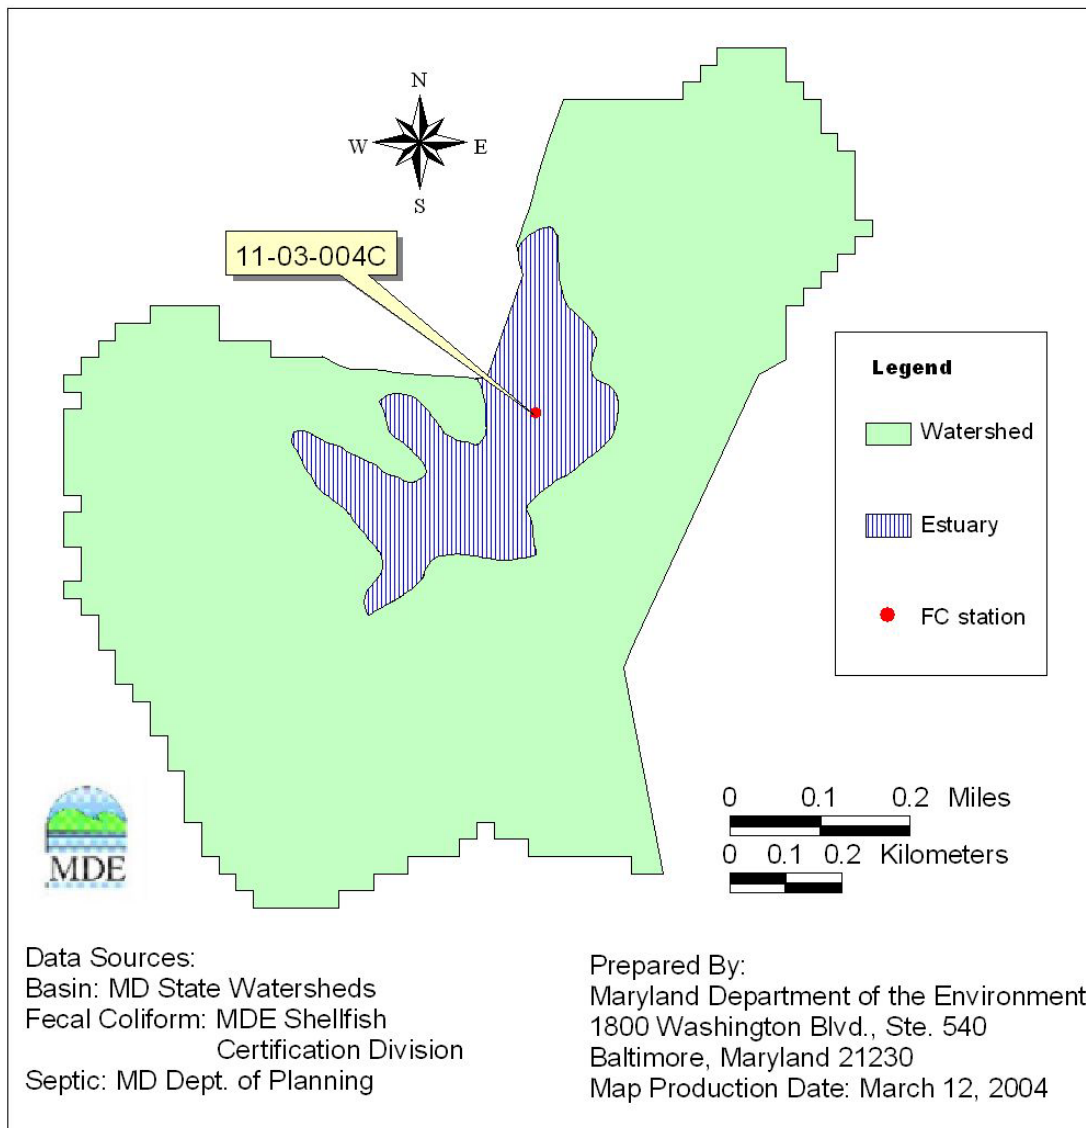 N
W E
S
11-03-004C
Legend
Watershed
Estuary
FC station
0 0.1 0.2 Miles
0 0.1 0.2 Kilometers
MDE
Data Sources:
Basin: MD State Watersheds
Fecal Coliform: MDE Shellfish
Certification Division
Septic: MD Dept. of Planning
Prepared By:
Maryland Department of the Environment
1800 Washington Blvd., Ste. 540
Baltimore, Maryland 21230
Map Production Date: March 12, 2004